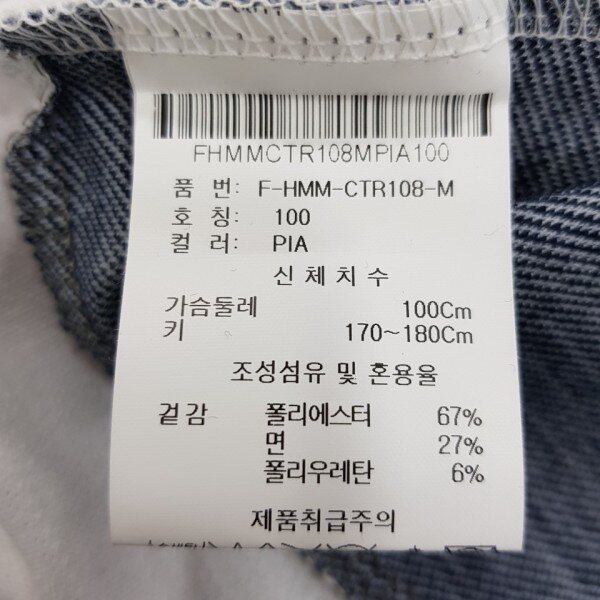 FHMMCTR108MPIA100
품 번: F-HMM-CTR108-M
호 칭: 100
컬 러: PIA
신체치수
가슴둘레 100Cm
키 170~180Cm
조성섬유 및 혼용율
겉감 폴리에스터 67%
면 27%
폴리우레탄 6%
제품취급주의